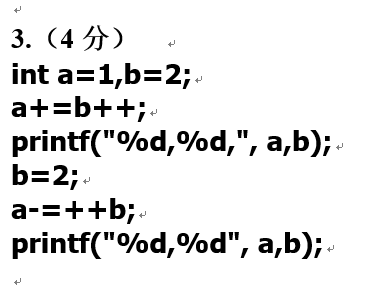 3.（4 分）
int a=1,b=2;
a+=b++;
printf("%d,%d,", a,b);
b=2;
a-=++b;
printf("%d,%d", a,b);